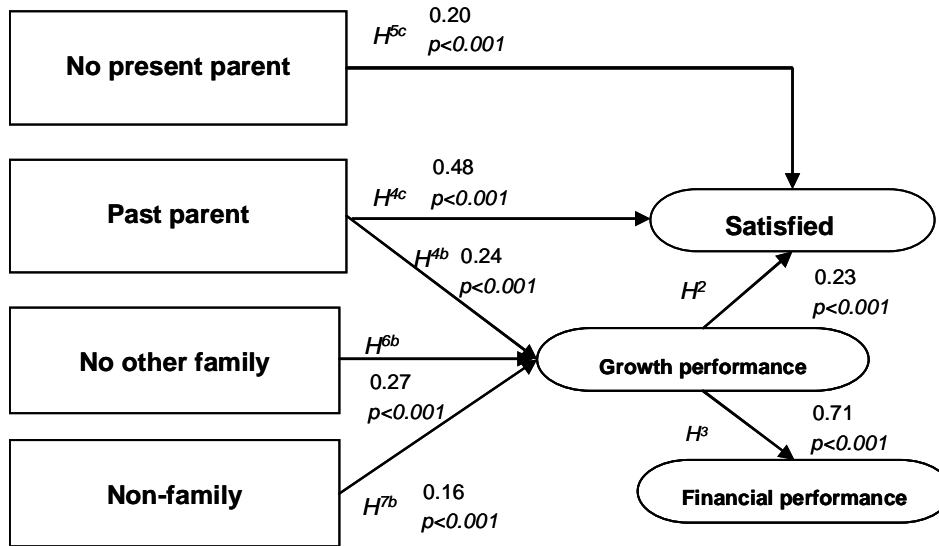 No present parent
H5c
0.20
p<0.001
Past parent
0.48
H4c
p<0.001
Satisfied
H4b
0.24
p<0.001
H2
0.23
p<0.001
No other family
H6b
0.27
p<0.001
Growth performance
H3
0.71
p<0.001
Non-family
H7b
0.16
p<0.001
Financial performance